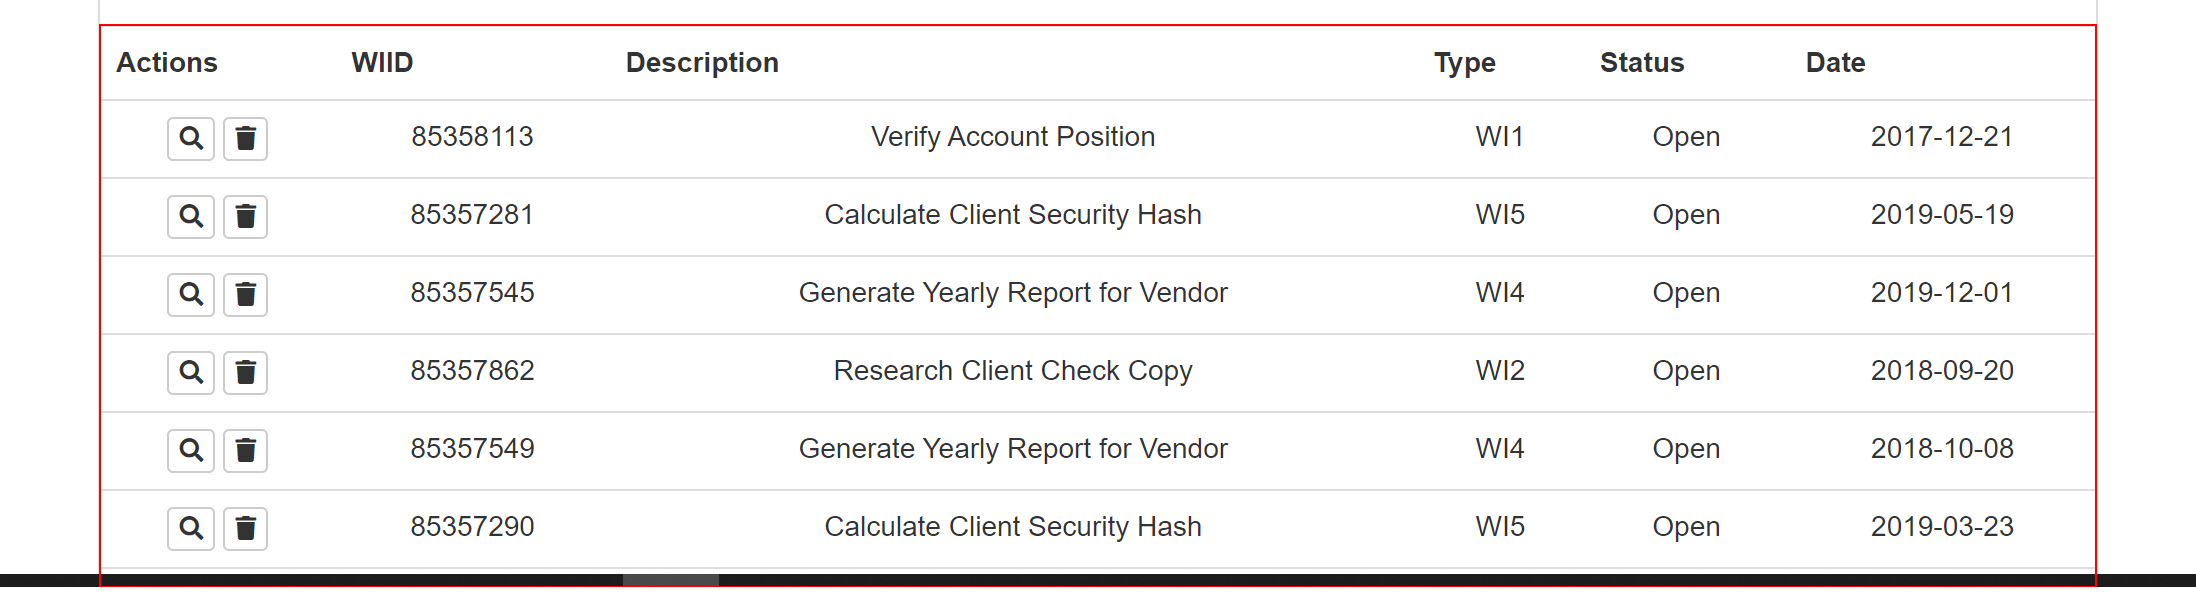 Actions WIID Description Type Status Date
85358113 Verify Account Position WI1 Open 2017-12-21
85357281 Calculate Client Security Hash WI5 Open 2019-05-19
85357545 Generate Yearly Report for Vendor WI4 Open 2019-12-01
85357862 Research Client Check Copy WI2 Open 2018-09-20
85357549 Generate Yearly Report for Vendor WI4 Open 2018-10-08
85357290 Calculate Client Security Hash WI5 Open 2019-03-23